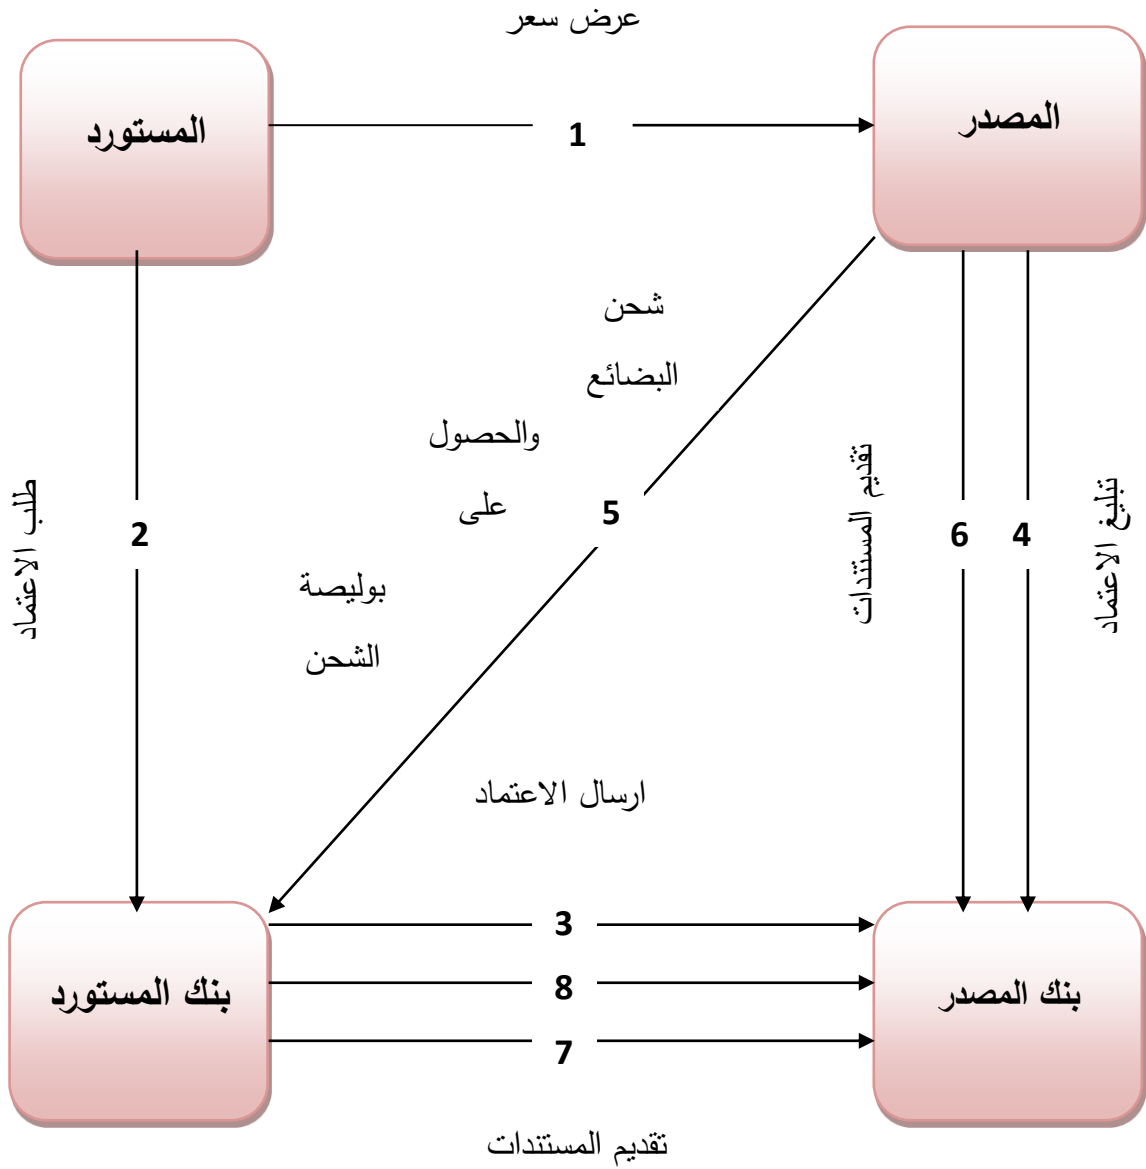 عرض سعر
المصدر
المستورد
1
شحن
البضائع
والحصول
على
5
بوليصة
الشحن
تقديم المستندات
تبليغ الاعتماد
6
4
طلب الاعتماد
2
ارسال الاعتماد
3
8
7
بنك المصدر
بنك المستورد
تقديم المستندات